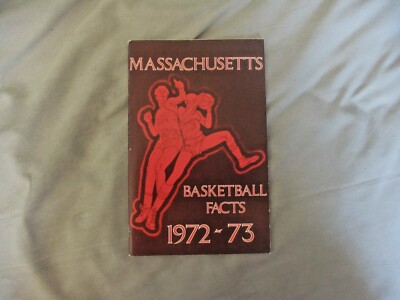 MASSACHUSETTS
BASKETBALL
FACTS
1972-73